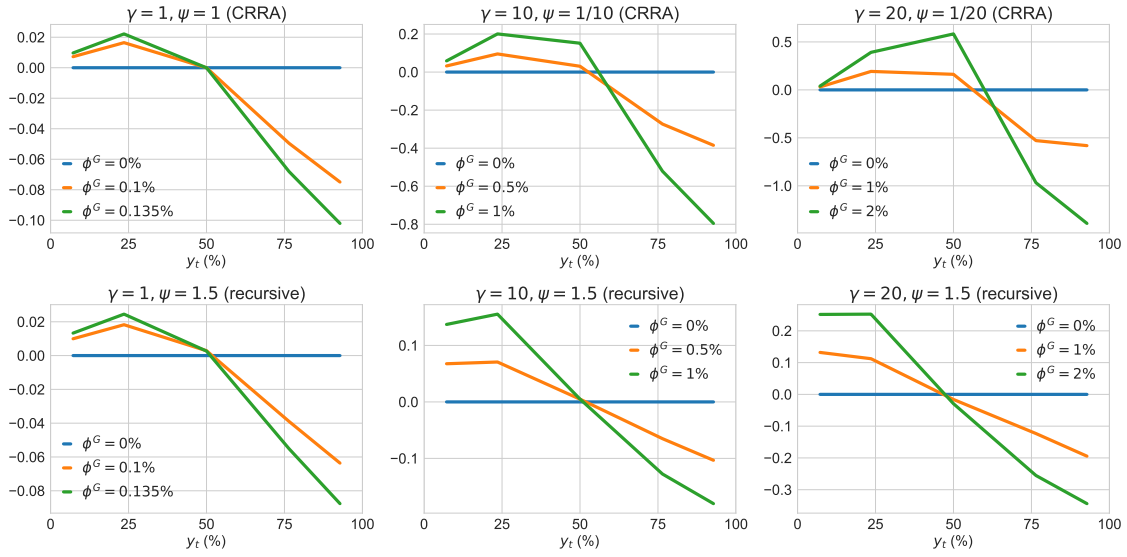 γ = 1, ψ = 1 (CRRA)
0.02
0.00
−0.02
−0.04
−0.06
−0.08
−0.10
ϕ^G = 0%
ϕ^G = 0.1%
ϕ^G = 0.135%
0 25 50 75 100
y_t (%)
γ = 10, ψ = 1/10 (CRRA)
0.2
0.0
−0.2
−0.4
−0.6
−0.8
ϕ^G = 0%
ϕ^G = 0.5%
ϕ^G = 1%
0 25 50 75 100
y_t (%)
γ = 20, ψ = 1/20 (CRRA)
0.5
0.0
−0.5
−1.0
ϕ^G = 0%
ϕ^G = 1%
ϕ^G = 2%
0 25 50 75 100
y_t (%)
γ = 1, ψ = 1.5 (recursive)
0.02
0.00
−0.02
−0.04
−0.06
−0.08
ϕ^G = 0%
ϕ^G = 0.1%
ϕ^G = 0.135%
0 25 50 75 100
y_t (%)
γ = 10, ψ = 1.5 (recursive)
0.1
0.0
−0.1
ϕ^G = 0%
ϕ^G = 0.5%
ϕ^G = 1%
0 25 50 75 100
y_t (%)
γ = 20, ψ = 1.5 (recursive)
0.2
0.1
0.0
−0.1
−0.2
−0.3
ϕ^G = 0%
ϕ^G = 1%
ϕ^G = 2%
0 25 50 75 100
y_t (%)